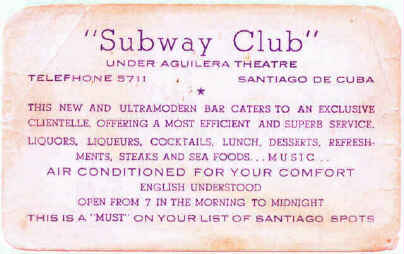 "Subway Club"
UNDER AGUILERA THEATRE
TELEPHONE 5711 SANTIAGO DE CUBA
THIS NEW AND ULTRAMODERN BAR CATERS TO AN EXCLUSIVE
CLIENTELLE, OFFERING A MOST EFFICIENT AND SUPERB SERVICE.
LIQUORS, LIQUEURS, COCKTAILS, LUNCH, DESSERTS, REFRESH-
MENTS, STEAKS AND SEA FOODS...MUSIC..
AIR CONDITIONED FOR YOUR COMFORT
ENGLISH UNDERSTOOD
OPEN FROM 7 IN THE MORNING TO MIDNIGHT
THIS IS A "MUST" ON YOUR LIST OF SANTIAGO SPOTS